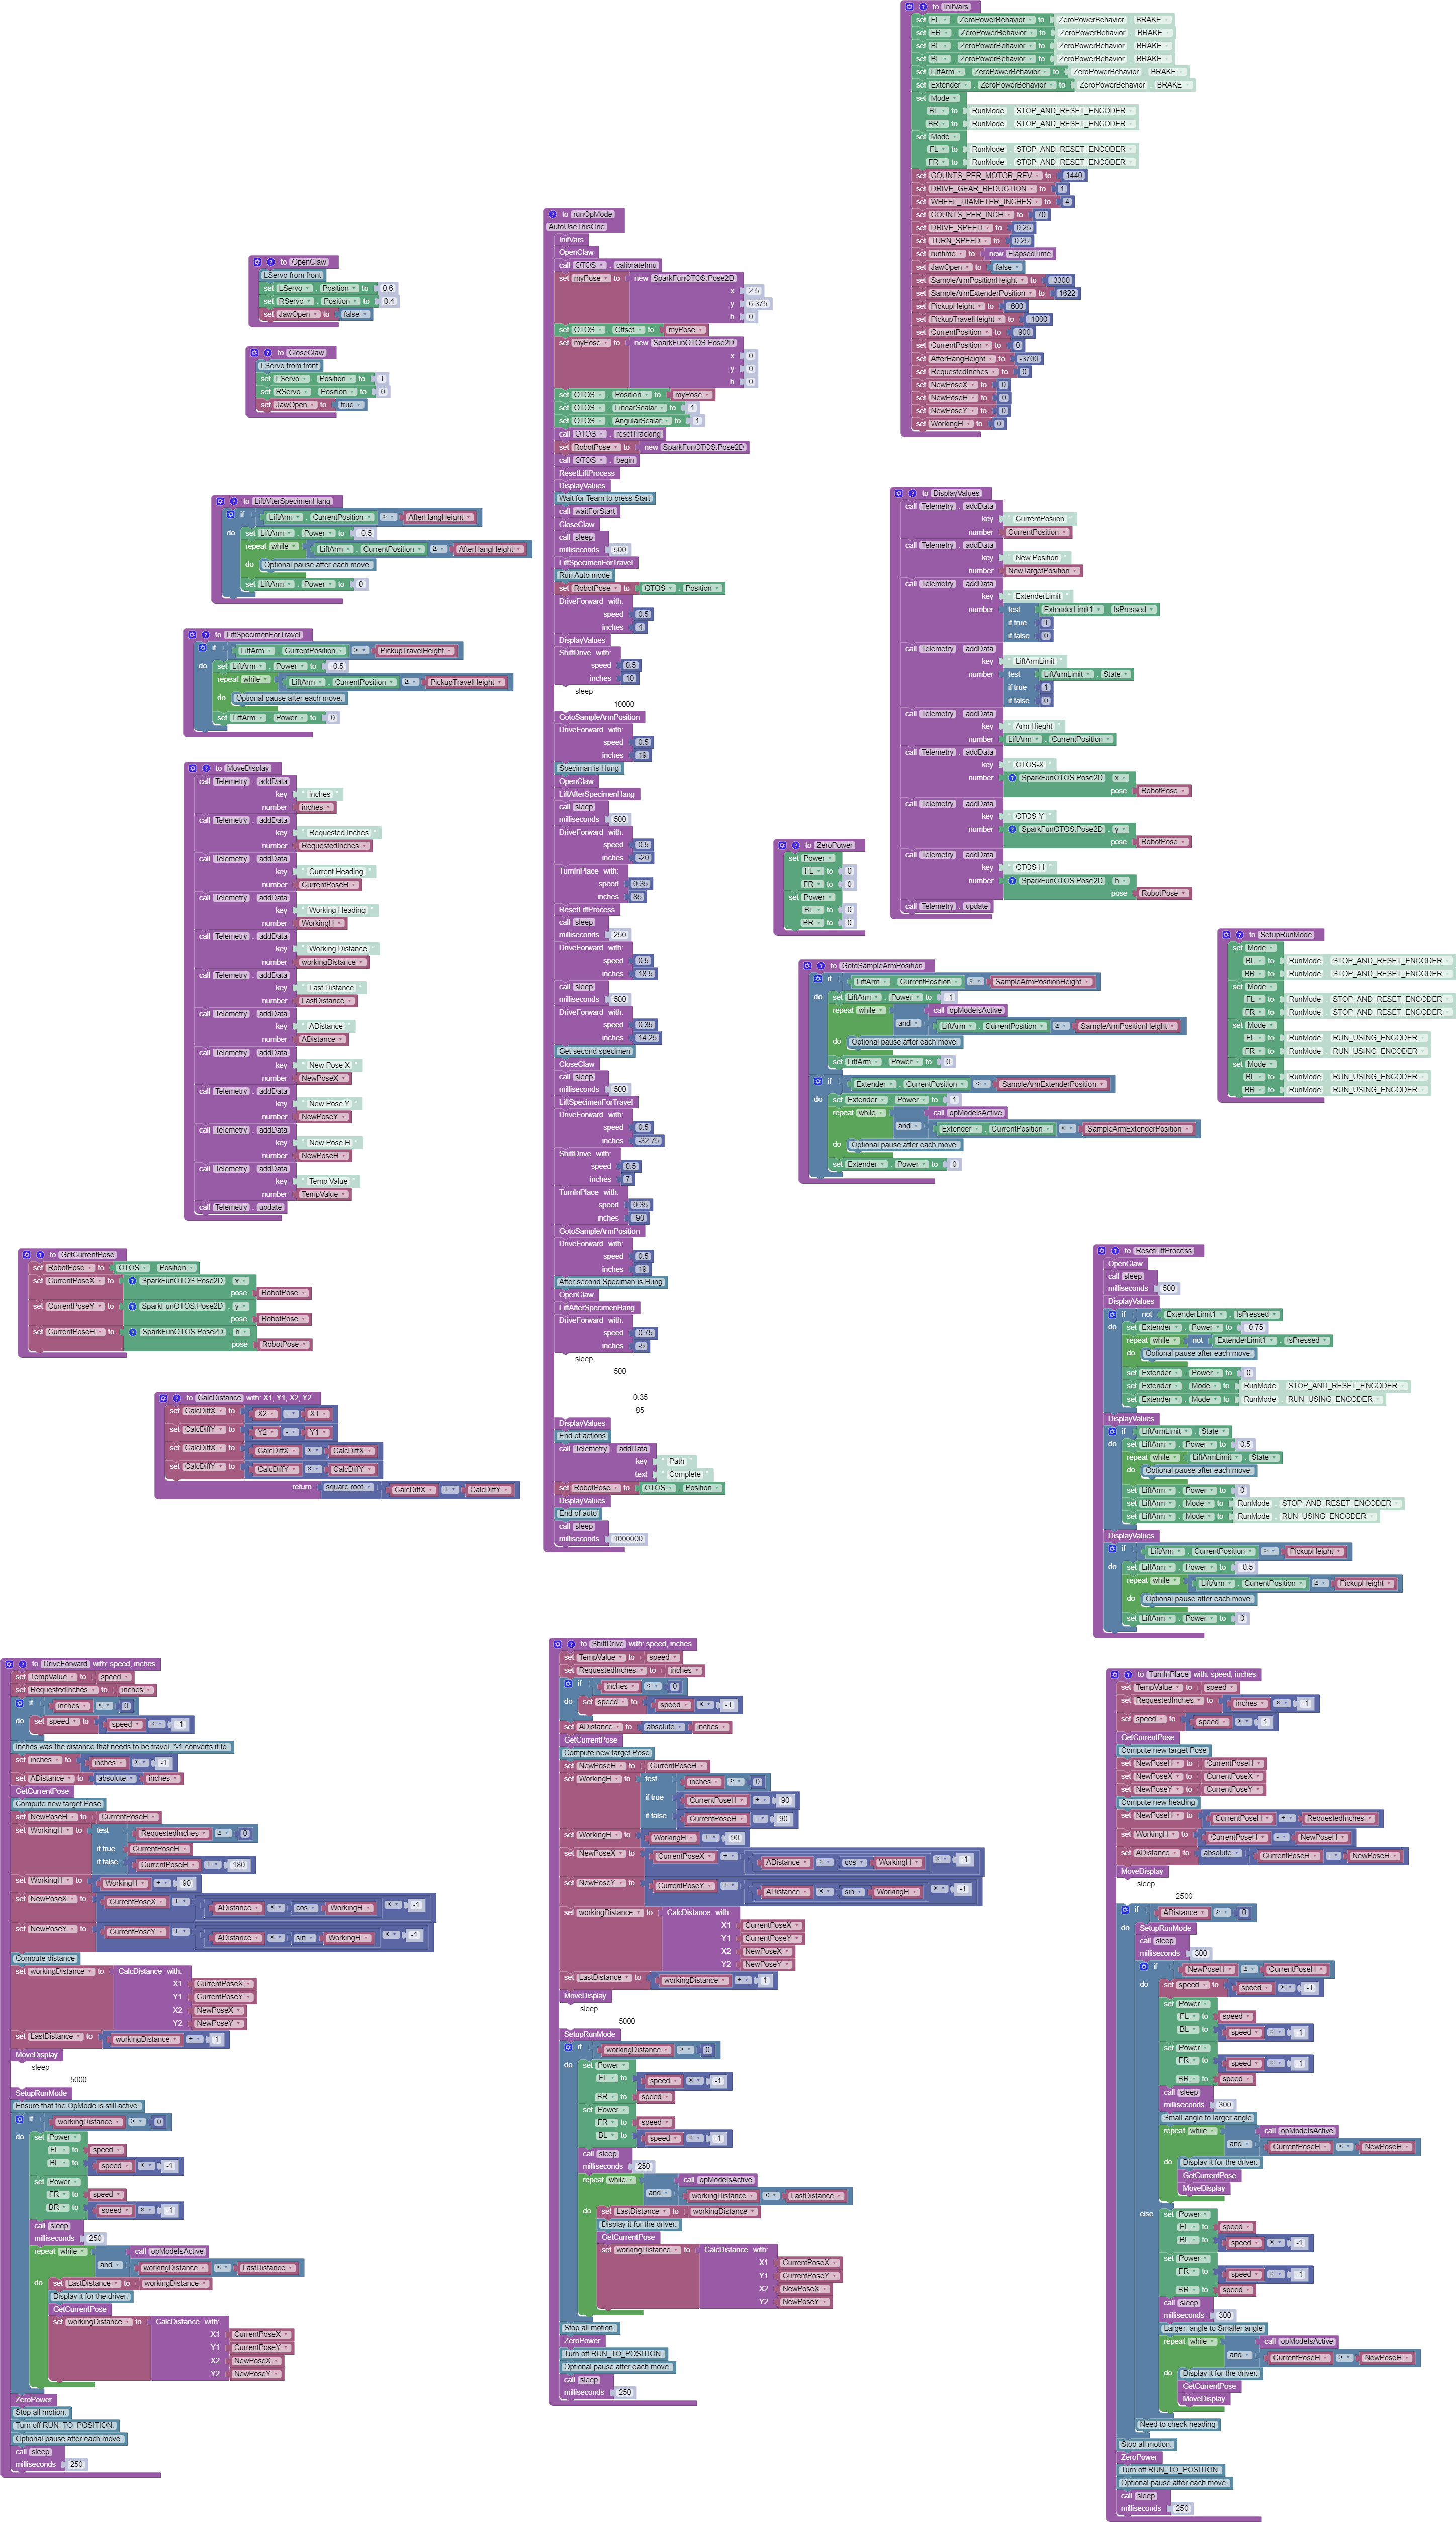 to InitVars
set FL . ZeroPowerBehavior to ZeroPowerBehavior BRAKE
set FR . ZeroPowerBehavior to ZeroPowerBehavior BRAKE
set BL . ZeroPowerBehavior to ZeroPowerBehavior BRAKE
set BL . ZeroPowerBehavior to ZeroPowerBehavior BRAKE
set LiftArm . ZeroPowerBehavior to ZeroPowerBehavior BRAKE
set Extender . ZeroPowerBehavior to ZeroPowerBehavior BRAKE
set Mode
BL to RunMode STOP_AND_RESET_ENCODER
BR to RunMode STOP_AND_RESET_ENCODER
set Mode
FL to RunMode STOP_AND_RESET_ENCODER
FR to RunMode STOP_AND_RESET_ENCODER
set COUNTS_PER_MOTOR_REV to 1440
set DRIVE_GEAR_REDUCTION to 1
set WHEEL_DIAMETER_INCHES to 4
set COUNTS_PER_INCH to 70
set DRIVE_SPEED to 0.25
set TURN_SPEED to 0.25
set runtime to new ElapsedTime
set JawOpen to false
set SampleArmPositionHeight to -3300
set SampleArmExtenderPosition to 1622
set PickupHeight to -600
set PickupTravelHeight to -1000
set CurrentPosition to -900
set CurrentPosition to 0
set AfterHangHeight to -3700
set RequestedInches to 0
set NewPoseX to 0
set NewPoseH to 0
set NewPoseY to 0
set WorkingH to 0
to OpenClaw
LServo from front
set LServo . Position to 0.6
set RServo . Position to 0.4
set JawOpen to false
to CloseClaw
LServo from front
set LServo . Position to 1
set RServo . Position to 0
set JawOpen to true
to LiftAfterSpecimenHang
if LiftArm . CurrentPosition > AfterHangHeight
do set LiftArm . Power to -0.5
repeat while LiftArm . CurrentPosition ≥ AfterHangHeight
do Optional pause after each move.
set LiftArm . Power to 0
to LiftSpecimenForTravel
if LiftArm . CurrentPosition > PickupTravelHeight
do set LiftArm . Power to -0.5
repeat while LiftArm . CurrentPosition ≥ PickupTravelHeight
do Optional pause after each move.
set LiftArm . Power to 0
to MoveDisplay
call Telemetry . addData
key " inches "
number inches
call Telemetry . addData
key " Requested Inches "
number RequestedInches
call Telemetry . addData
key " Current Heading "
number CurrentPoseH
call Telemetry . addData
key " Working Heading "
number WorkingH
call Telemetry . addData
key " Working Distance "
number workingDistance
call Telemetry . addData
key " Last Distance "
number LastDistance
call Telemetry . addData
key " ADistance "
number ADistance
call Telemetry . addData
key " New Pose X "
number NewPoseX
call Telemetry . addData
key " New Pose Y "
number NewPoseY
call Telemetry . addData
key " New Pose H "
number NewPoseH
call Telemetry . addData
key " Temp Value "
number TempValue
call Telemetry . update
to GetCurrentPose
set RobotPose to OTOS . Position
set CurrentPoseX to SparkFunOTOS.Pose2D . x
pose RobotPose
set CurrentPoseY to SparkFunOTOS.Pose2D . y
pose RobotPose
set CurrentPoseH to SparkFunOTOS.Pose2D . h
pose RobotPose
to CalcDistance with: X1, Y1, X2, Y2
set CalcDiffX to X2 - X1
set CalcDiffY to Y2 - Y1
set CalcDiffX to CalcDiffX × CalcDiffX
set CalcDiffY to CalcDiffY × CalcDiffY
return square root CalcDiffX + CalcDiffY
to runOpMode
AutoUseThisOne
InitVars
OpenClaw
call OTOS . calibrateImu
set myPose to new SparkFunOTOS.Pose2D
x 2.5
y 6.375
h 0
set OTOS . Offset to myPose
set myPose to new SparkFunOTOS.Pose2D
x 0
y 0
h 0
set OTOS . Position to myPose
set OTOS . LinearScalar to 1
set OTOS . AngularScalar to 1
call OTOS . resetTracking
set RobotPose to new SparkFunOTOS.Pose2D
call OTOS . begin
ResetLiftProcess
DisplayValues
Wait for Team to press Start
call waitForStart
CloseClaw
call sleep
milliseconds 500
LiftSpecimenForTravel
Run Auto mode
set RobotPose to OTOS . Position
DriveForward with:
speed 0.5
inches 4
DisplayValues
ShiftDrive with:
speed 0.5
inches 10
sleep
10000
GotoSampleArmPosition
DriveForward with:
speed 0.5
inches 18
Speciman is Hung
OpenClaw
LiftAfterSpecimenHang
call sleep
milliseconds 500
DriveForward with:
speed 0.5
inches -20
TurnInPlace with:
speed 0.35
inches 85
ResetLiftProcess
call sleep
milliseconds 250
DriveForward with:
speed 0.5
inches 18.5
call sleep
milliseconds 500
DriveForward with:
speed 0.35
inches 14.25
Get second specimen
CloseClaw
call sleep
milliseconds 500
LiftSpecimenForTravel
DriveForward with:
speed 0.5
inches -32.75
ShiftDrive with:
speed 0.5
inches 7
TurnInPlace with:
speed 0.35
inches -90
GotoSampleArmPosition
DriveForward with:
speed 0.5
inches 19
After second Speciman is Hung
OpenClaw
LiftAfterSpecimenHang
DriveForward with:
speed 0.75
inches -5
sleep
500
0.35
-85
DisplayValues
End of actions
call Telemetry . addData
key " Path "
text " Complete "
set RobotPose to OTOS . Position
DisplayValues
End of auto
call sleep
milliseconds 1000000
to DisplayValues
call Telemetry . addData
key " CurrentPosiion "
number CurrentPosition
call Telemetry . addData
key " New Position "
number NewTargetPosition
call Telemetry . addData
key " ExtenderLimit "
number test ExtenderLimit1 . IsPressed
if true 1
if false 0
call Telemetry . addData
key " LiftArmLimit "
number test LiftArmLimit . State
if true 1
if false 0
call Telemetry . addData
key " Arm Hieght "
number LiftArm . CurrentPosition
call Telemetry . addData
key " OTOS-X "
number SparkFunOTOS.Pose2D . x
pose RobotPose
call Telemetry . addData
key " OTOS-Y "
number SparkFunOTOS.Pose2D . y
pose RobotPose
call Telemetry . addData
key " OTOS-H "
number SparkFunOTOS.Pose2D . h
pose RobotPose
call Telemetry . update
to ZeroPower
set Power
FL to 0
FR to 0
set Power
BL to 0
BR to 0
to SetupRunMode
set Mode
BL to RunMode STOP_AND_RESET_ENCODER
BR to RunMode STOP_AND_RESET_ENCODER
set Mode
FL to RunMode STOP_AND_RESET_ENCODER
FR to RunMode STOP_AND_RESET_ENCODER
set Mode
FL to RunMode RUN_USING_ENCODER
FR to RunMode RUN_USING_ENCODER
set Mode
BL to RunMode RUN_USING_ENCODER
BR to RunMode RUN_USING_ENCODER
to GotoSampleArmPosition
if LiftArm . CurrentPosition ≥ SampleArmPositionHeight
do set LiftArm . Power to -1
repeat while call opModeIsActive
and LiftArm . CurrentPosition ≥ SampleArmPositionHeight
do Optional pause after each move.
set LiftArm . Power to 0
if Extender . CurrentPosition < SampleArmExtenderPosition
do set Extender . Power to 1
repeat while call opModeIsActive
and Extender . CurrentPosition < SampleArmExtenderPosition
do Optional pause after each move.
set Extender . Power to 0
to ResetLiftProcess
OpenClaw
call sleep
milliseconds 500
DisplayValues
if not ExtenderLimit1 . IsPressed
do set Extender . Power to -0.75
repeat while not ExtenderLimit1 . IsPressed
do Optional pause after each move.
set Extender . Power to 0
set Extender . Mode to RunMode STOP_AND_RESET_ENCODER
set Extender . Mode to RunMode RUN_USING_ENCODER
DisplayValues
if LiftArmLimit . State
do set LiftArm . Power to 0.5
repeat while LiftArmLimit . State
do Optional pause after each move.
set LiftArm . Power to 0
set LiftArm . Mode to RunMode STOP_AND_RESET_ENCODER
set LiftArm . Mode to RunMode RUN_USING_ENCODER
DisplayValues
if LiftArm . CurrentPosition > PickupHeight
do set LiftArm . Power to -0.5
repeat while LiftArm . CurrentPosition ≥ PickupHeight
do Optional pause after each move.
set LiftArm . Power to 0
to DriveForward with: speed, inches
set TempValue to speed
set RequestedInches to inches
if inches < 0
do set speed to speed × -1
Inches was the distance that needs to be travel, "-1 converts it to
set inches to inches × -1
set ADistance to absolute inches
GetCurrentPose
Compute new target Pose
set NewPoseH to CurrentPoseH
set WorkingH to test RequestedInches ≥ 0
if true CurrentPoseH
if false CurrentPoseH + 180
set WorkingH to WorkingH + 90
set NewPoseX to CurrentPoseX + ADistance × cos WorkingH × -1
set NewPoseY to CurrentPoseY + ADistance × sin WorkingH × -1
Compute distance
set workingDistance to CalcDistance with:
X1 CurrentPoseX
Y1 CurrentPoseY
X2 NewPoseX
Y2 NewPoseY
set LastDistance to workingDistance + 1
MoveDisplay
sleep
5000
SetupRunMode
Ensure that the OpMode is still active.
if workingDistance > 0
do set Power
FL to speed
BL to speed × -1
set Power
FR to speed
BR to speed × -1
call sleep
milliseconds 250
repeat while call opModeIsActive
and workingDistance < LastDistance
do set LastDistance to workingDistance
Display it for the driver.
GetCurrentPose
set workingDistance to CalcDistance with:
X1 CurrentPoseX
Y1 CurrentPoseY
X2 NewPoseX
Y2 NewPoseY
ZeroPower
Stop all motion.
Turn off RUN_TO_POSITION.
Optional pause after each move.
call sleep
milliseconds 250
to ShiftDrive with: speed, inches
set TempValue to speed
set RequestedInches to inches
if inches < 0
do set speed to speed × -1
set ADistance to absolute inches
GetCurrentPose
Compute new target Pose
set NewPoseH to CurrentPoseH
set WorkingH to test inches ≥ 0
if true CurrentPoseH + 90
if false CurrentPoseH - 90
set WorkingH to WorkingH + 90
set NewPoseX to CurrentPoseX + ADistance × cos WorkingH × -1
set NewPoseY to CurrentPoseY + ADistance × sin WorkingH × -1
set workingDistance to CalcDistance with:
X1 CurrentPoseX
Y1 CurrentPoseY
X2 NewPoseX
Y2 NewPoseY
set LastDistance to workingDistance + 1
MoveDisplay
sleep
5000
SetupRunMode
if workingDistance > 0
do set Power
FL to speed × -1
BR to speed
set Power
FR to speed
BL to speed × -1
call sleep
milliseconds 250
repeat while call opModeIsActive
and workingDistance < LastDistance
do set LastDistance to workingDistance
Display it for the driver.
GetCurrentPose
set workingDistance to CalcDistance with:
X1 CurrentPoseX
Y1 CurrentPoseY
X2 NewPoseX
Y2 NewPoseY
Stop all motion.
ZeroPower
Turn off RUN_TO_POSITION.
Optional pause after each move.
call sleep
milliseconds 250
to TurnInPlace with: speed, inches
set TempValue to speed
set RequestedInches to inches × -1
set speed to speed × 1
GetCurrentPose
Compute new target Pose
set NewPoseH to CurrentPoseH
set NewPoseX to CurrentPoseX
set NewPoseY to CurrentPoseY
Compute new heading
set NewPoseH to CurrentPoseH + RequestedInches
set WorkingH to CurrentPoseH - NewPoseH
set ADistance to absolute CurrentPoseH - NewPoseH
MoveDisplay
sleep
2500
if ADistance > 0
do SetupRunMode
call sleep
milliseconds 300
if NewPoseH ≥ CurrentPoseH
do set speed to speed × -1
set Power
FL to speed
BL to speed × -1
set Power
FR to speed × -1
BR to speed
call sleep
milliseconds 300
Small angle to larger angle
repeat while call opModeIsActive
and CurrentPoseH < NewPoseH
do Display it for the driver.
GetCurrentPose
MoveDisplay
else set Power
FL to speed
BL to speed × -1
set Power
FR to speed × -1
BR to speed
call sleep
milliseconds 300
Larger angle to Smaller angle
repeat while call opModeIsActive
and CurrentPoseH > NewPoseH
do Display it for the driver.
GetCurrentPose
MoveDisplay
Need to check heading
Stop all motion.
ZeroPower
Turn off RUN_TO_POSITION.
Optional pause after each move.
call sleep
milliseconds 250